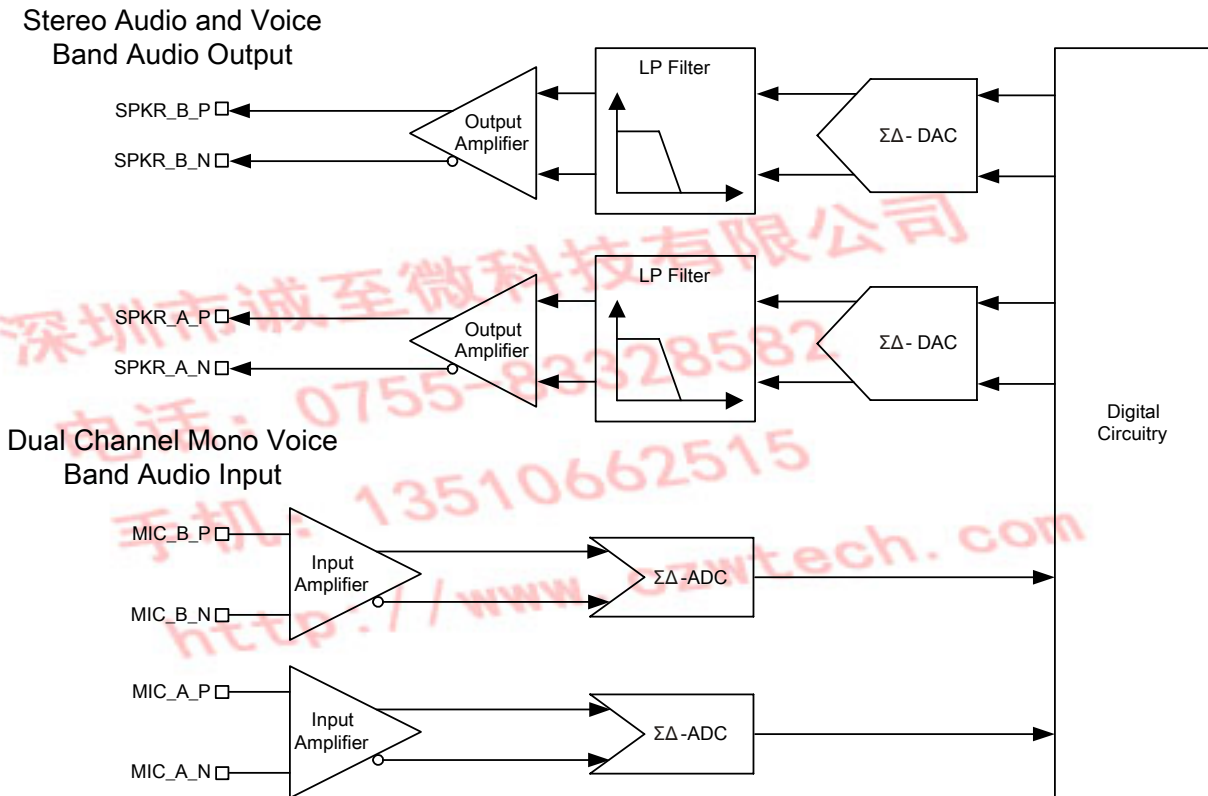 Stereo Audio and Voice
Band Audio Output
SPKR_B_P
SPKR_B_N
Output
Amplifier
LP Filter
ΣΔ - DAC
SPKR_A_P
SPKR_A_N
Output
Amplifier
LP Filter
ΣΔ - DAC
Digital
Circuitry
Dual Channel Mono Voice
Band Audio Input
MIC_B_P
MIC_B_N
Input
Amplifier
ΣΔ -ADC
MIC_A_P
MIC_A_N
Input
Amplifier
ΣΔ -ADC
深圳市诚至微科技有限公司
电话：0755-83328582
手机：13510662515
http://www.czwtech.com